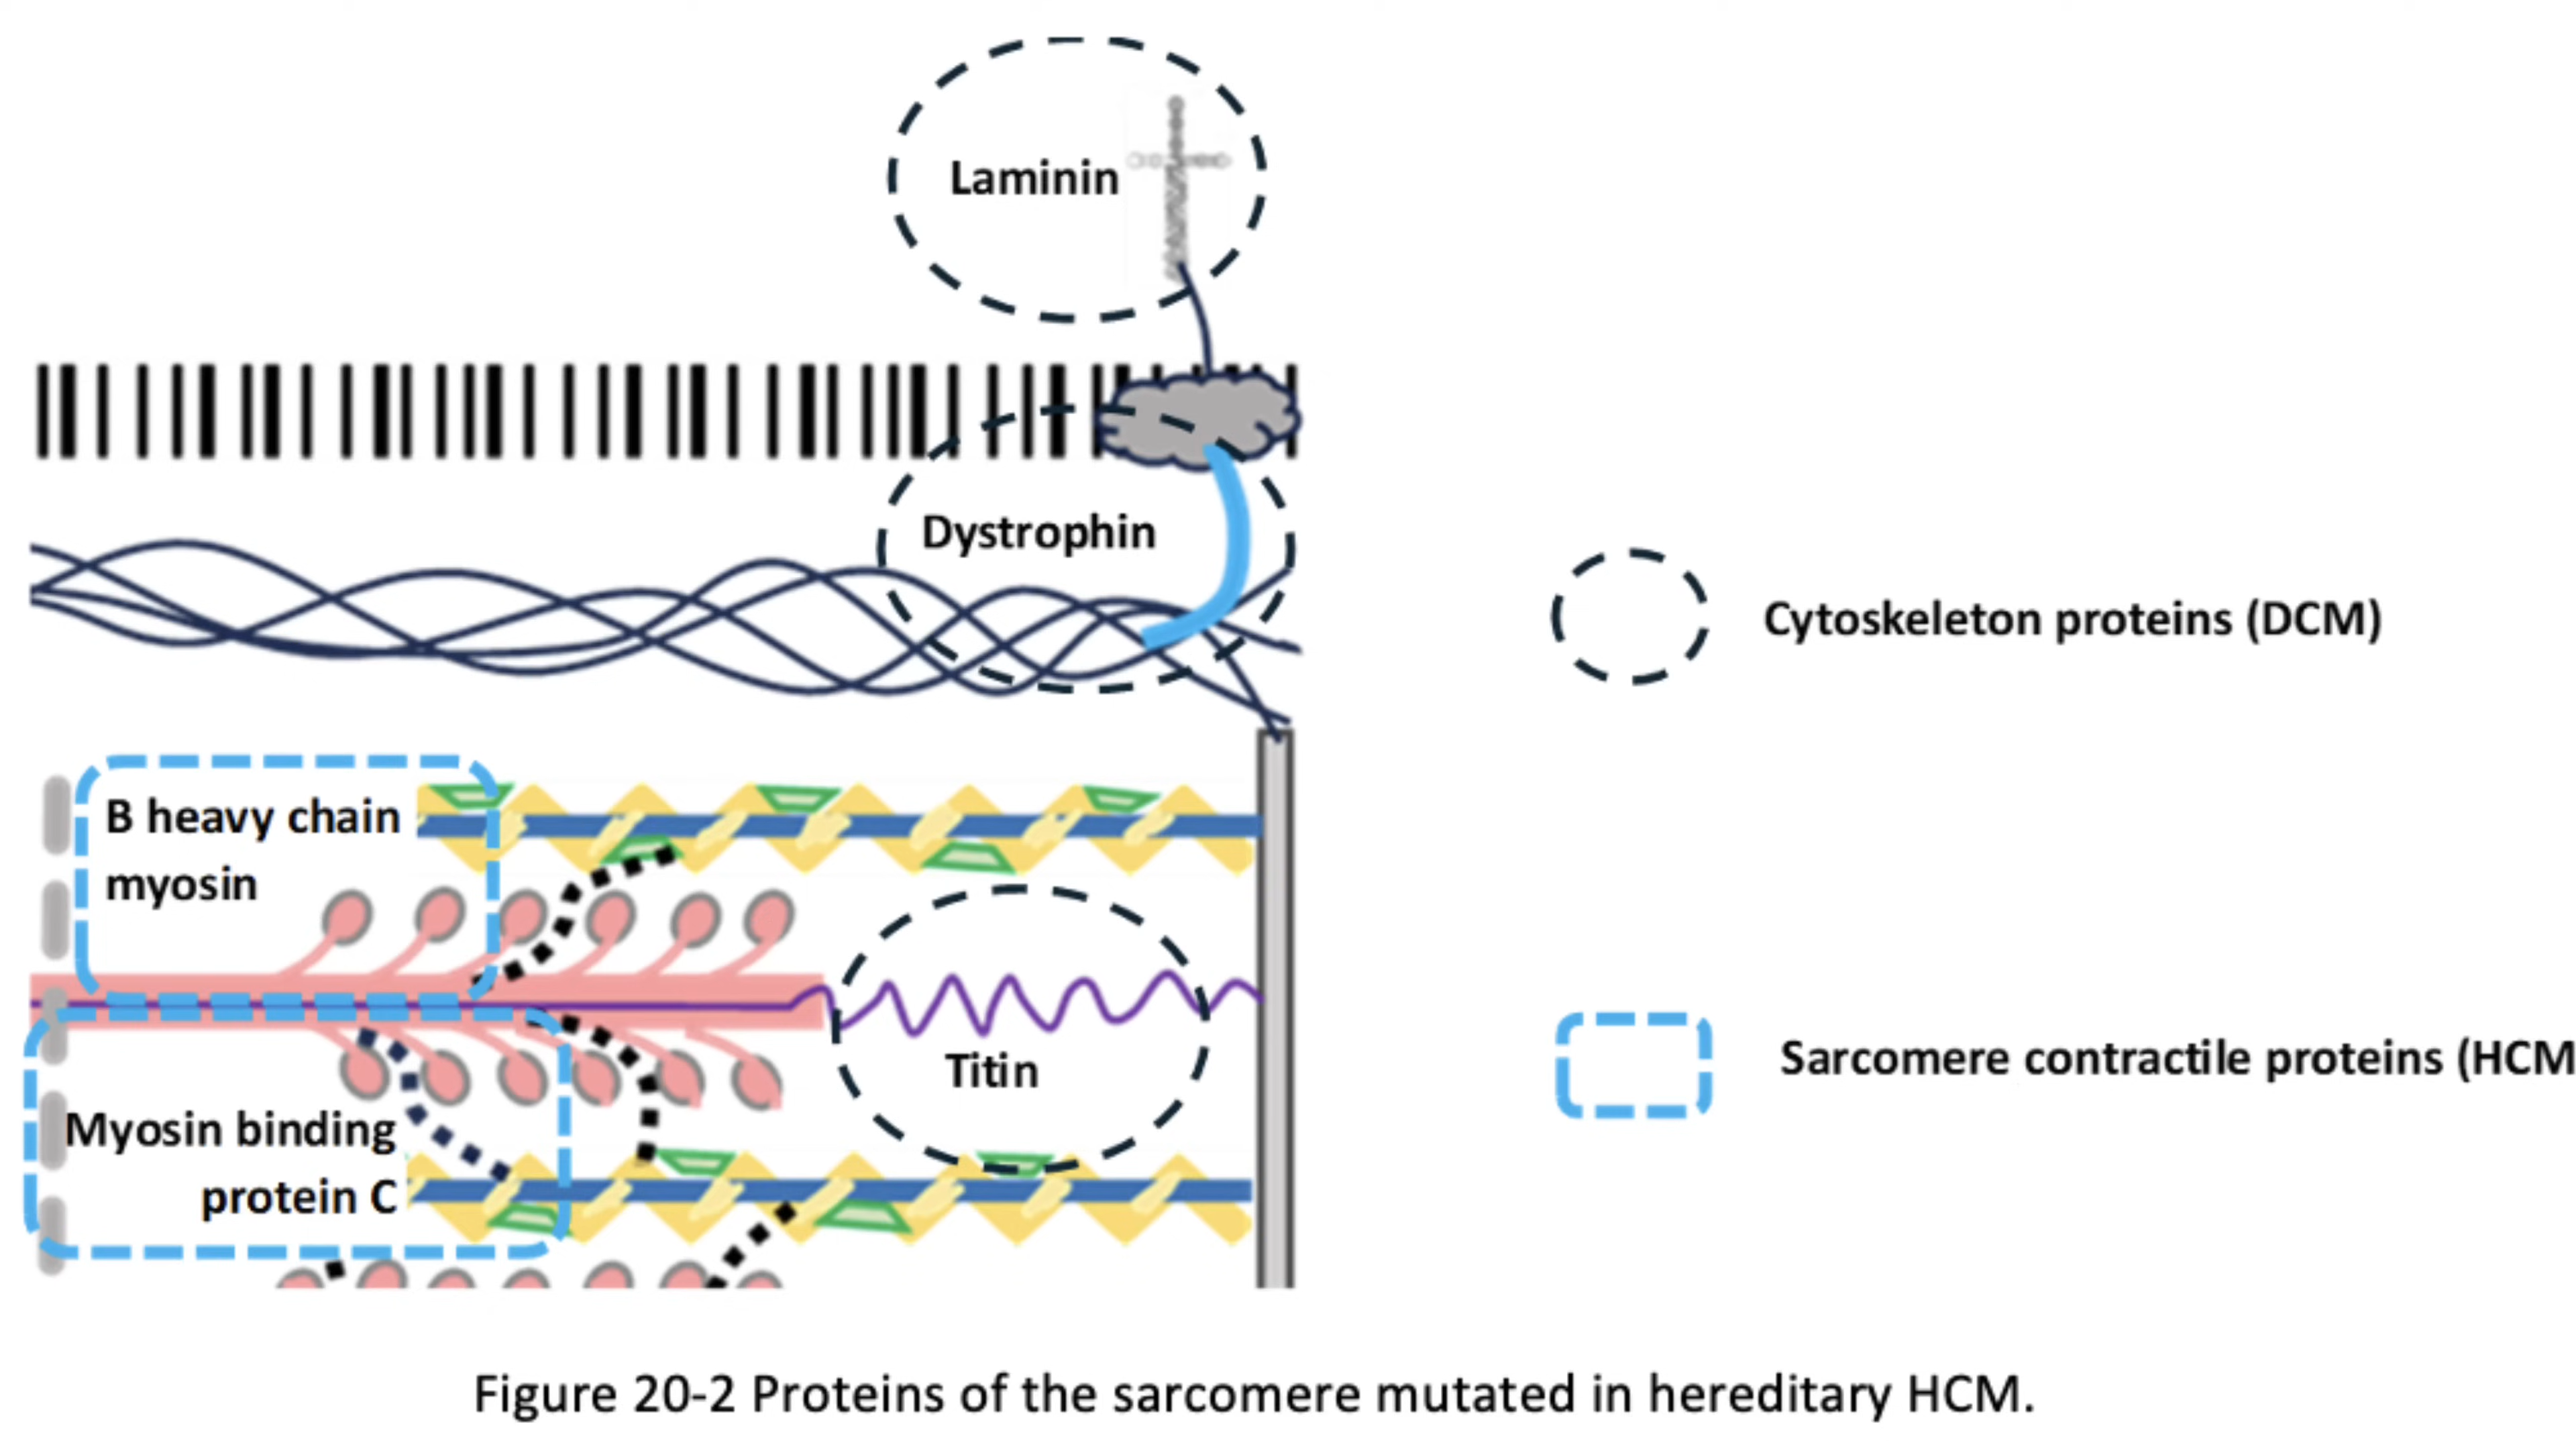 Laminin
Dystrophin
Cytoskeleton proteins (DCM)
B heavy chain
myosin
Titin
Sarcomere contractile proteins (HCM
Myosin binding
protein C
Figure 20-2 Proteins of the sarcomere mutated in hereditary HCM.